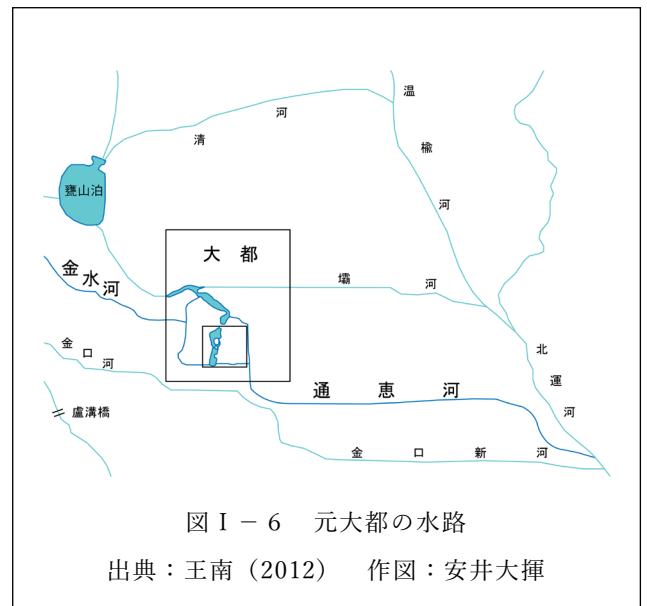 温楡河
清河
甕山泊
大都
金水河
壩河
金口河
北運河
通恵河
盧溝橋
金口新河
図Ⅰ－６　元大都の水路
出典：王南（2012）　作図：安井大揮